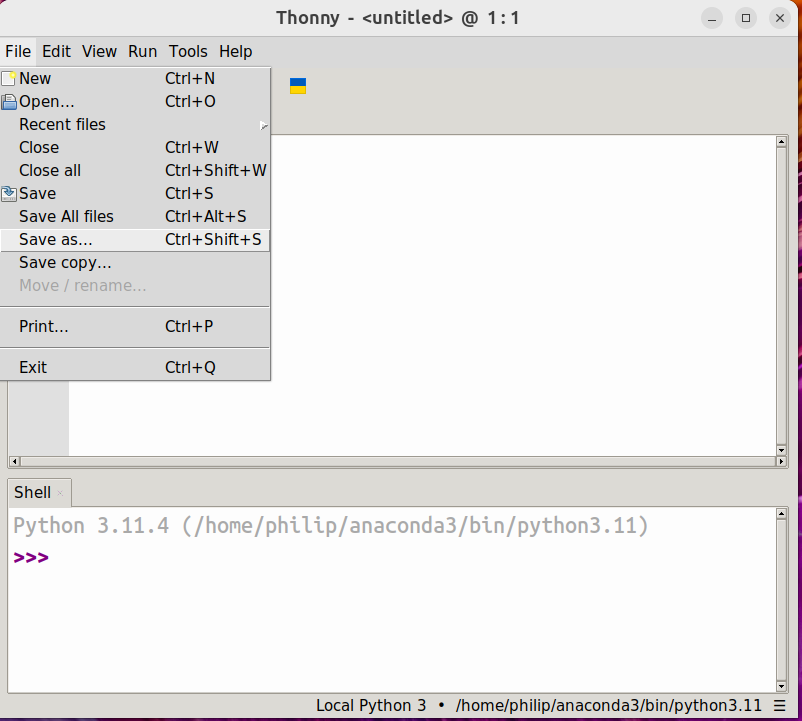 Thonny - <untitled> @ 1:1
File Edit View Run Tools Help
New Ctrl+N
Open... Ctrl+O
Recent files
Close Ctrl+W
Close all Ctrl+Shift+W
Save Ctrl+S
Save All files Ctrl+Alt+S
Save as... Ctrl+Shift+S
Save copy...
Move / rename...
Print... Ctrl+P
Exit Ctrl+Q
Shell
Python 3.11.4 (/home/philip/anaconda3/bin/python3.11)
>>>
Local Python 3 • /home/philip/anaconda3/bin/python3.11 ☰